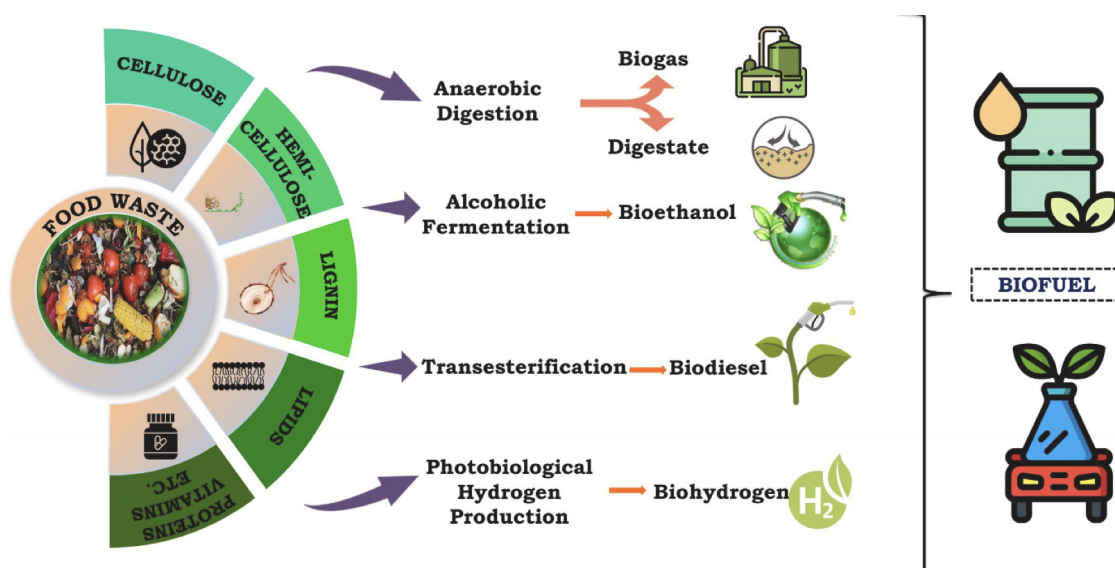 CELLULOSE
HEMI-
CELLULOSE
LIGNIN
LIPIDS
PROTEINS
VITAMINS
ETC.
FOOD WASTE
Anaerobic
Digestion
Biogas
Digestate
Alcoholic
Fermentation
Bioethanol
Transesterification
Biodiesel
Photobiological
Hydrogen
Production
Biohydrogen
H2
BIOFUEL